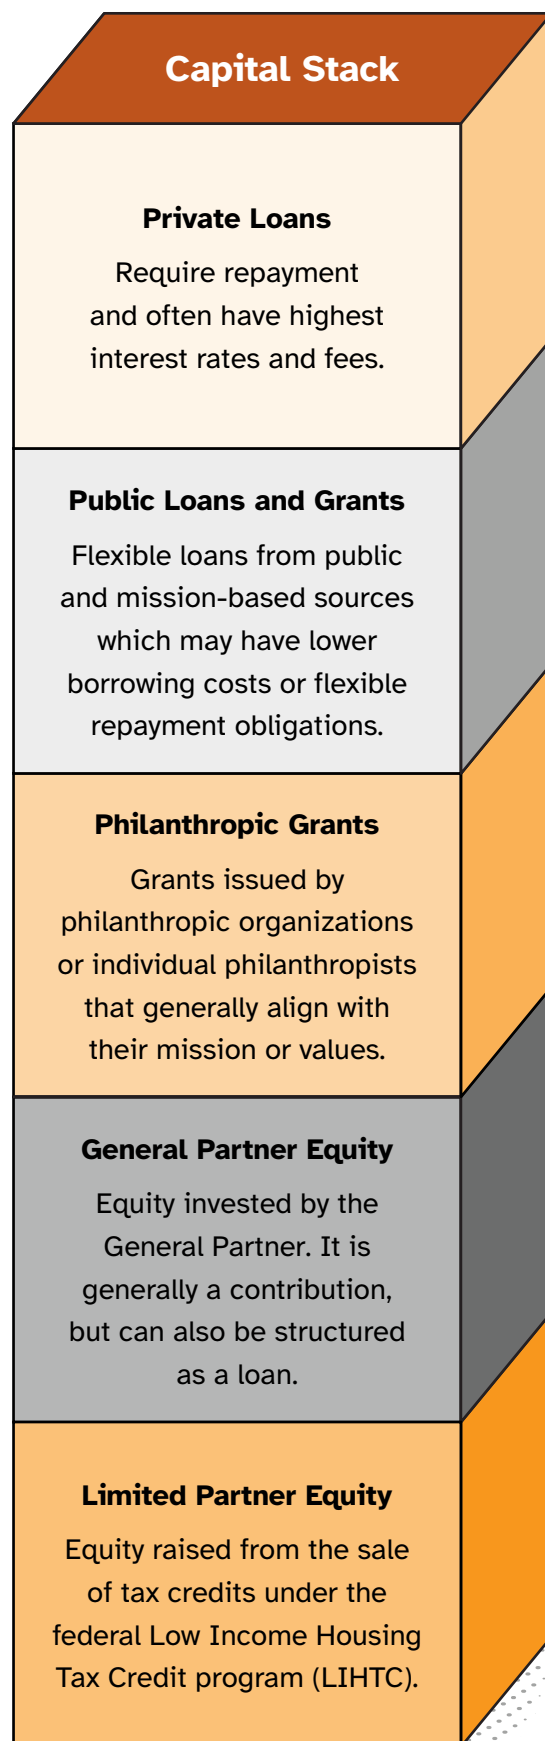 Capital Stack
Private Loans
Require repayment
and often have highest
interest rates and fees.
Public Loans and Grants
Flexible loans from public
and mission-based sources
which may have lower
borrowing costs or flexible
repayment obligations.
Philanthropic Grants
Grants issued by
philanthropic organizations
or individual philanthropists
that generally align with
their mission or values.
General Partner Equity
Equity invested by the
General Partner. It is
generally a contribution,
but can also be structured
as a loan.
Limited Partner Equity
Equity raised from the sale
of tax credits under the
federal Low Income Housing
Tax Credit program (LIHTC).